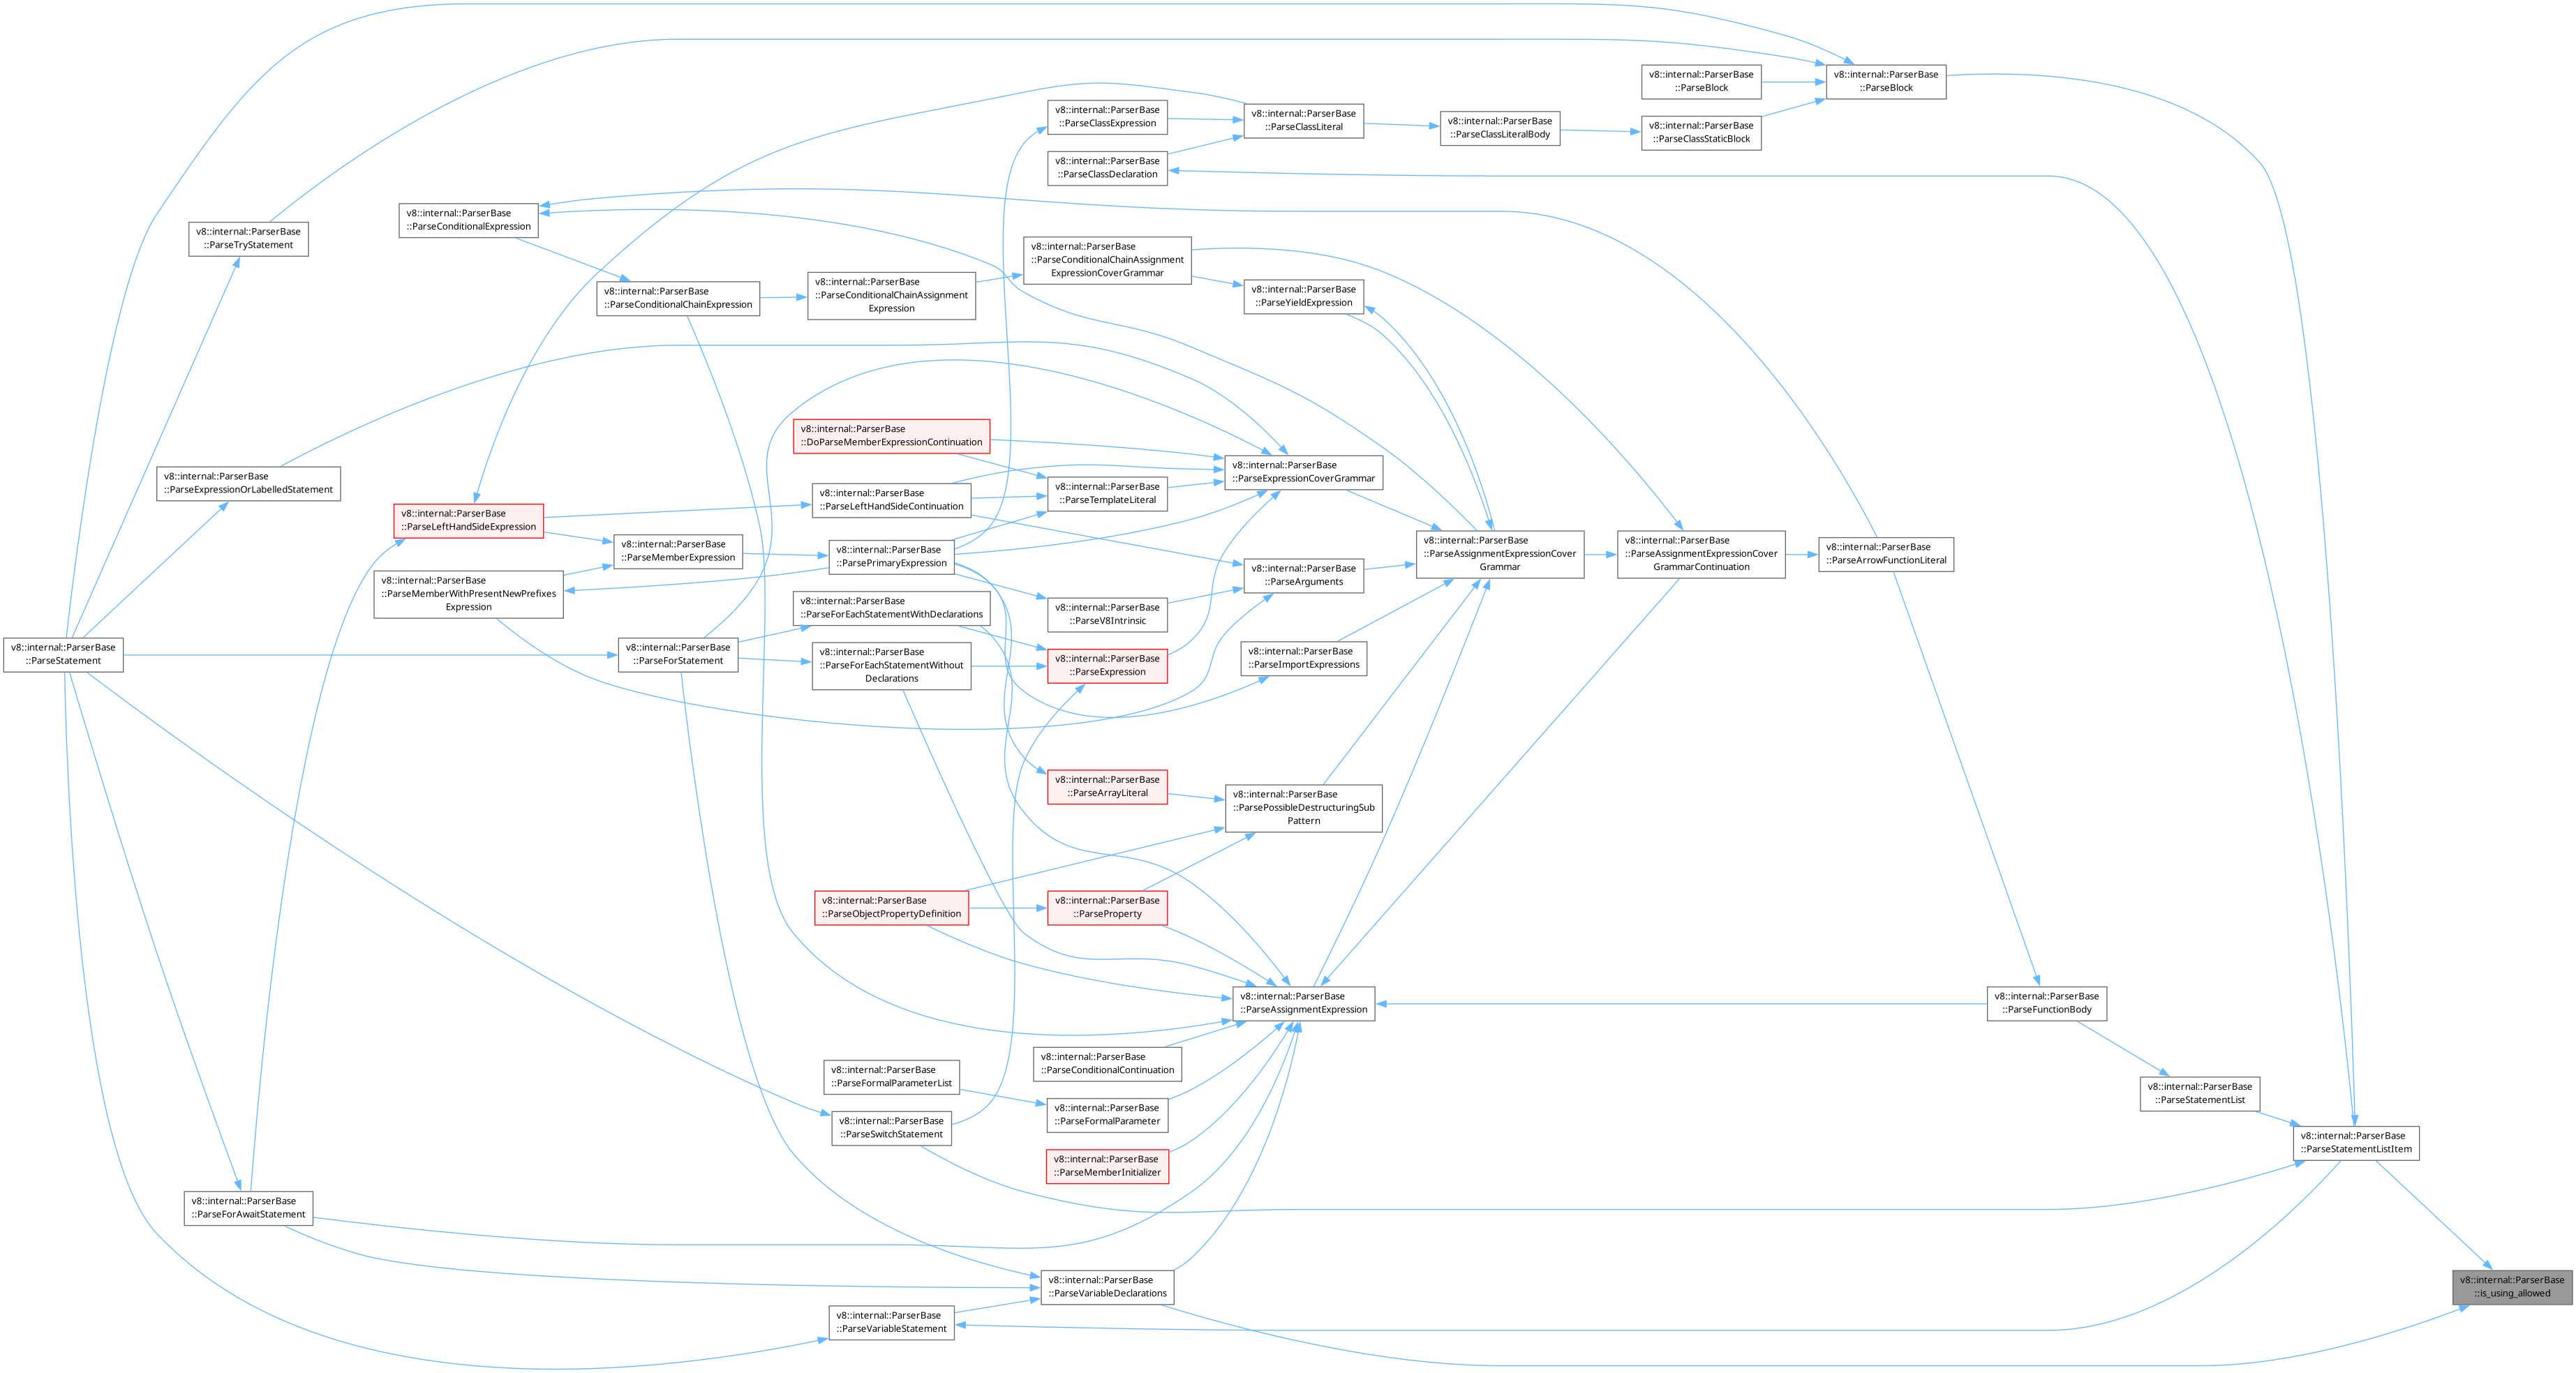 v8::internal::ParserBase
::ParseBlock
v8::internal::ParserBase
::ParseBlock
v8::internal::ParserBase
::ParseClassExpression
v8::internal::ParserBase
::ParseClassLiteral
v8::internal::ParserBase
::ParseClassLiteralBody
v8::internal::ParserBase
::ParseClassStaticBlock
v8::internal::ParserBase
::ParseClassDeclaration
v8::internal::ParserBase
::ParseConditionalExpression
v8::internal::ParserBase
::ParseTryStatement
v8::internal::ParserBase
::ParseConditionalChainAssignment
ExpressionCoverGrammar
v8::internal::ParserBase
::ParseConditionalChainExpression
v8::internal::ParserBase
::ParseConditionalChainAssignment
Expression
v8::internal::ParserBase
::ParseYieldExpression
v8::internal::ParserBase
::DoParseMemberExpressionContinuation
v8::internal::ParserBase
::ParseExpressionCoverGrammar
v8::internal::ParserBase
::ParseExpressionOrLabelledStatement
v8::internal::ParserBase
::ParseLeftHandSideContinuation
v8::internal::ParserBase
::ParseTemplateLiteral
v8::internal::ParserBase
::ParseLeftHandSideExpression
v8::internal::ParserBase
::ParseMemberExpression
v8::internal::ParserBase
::ParsePrimaryExpression
v8::internal::ParserBase
::ParseAssignmentExpressionCover
Grammar
v8::internal::ParserBase
::ParseAssignmentExpressionCover
GrammarContinuation
v8::internal::ParserBase
::ParseArrowFunctionLiteral
v8::internal::ParserBase
::ParseArguments
v8::internal::ParserBase
::ParseMemberWithPresentNewPrefixes
Expression
v8::internal::ParserBase
::ParseForEachStatementWithDeclarations
v8::internal::ParserBase
::ParseV8Intrinsic
v8::internal::ParserBase
::ParseStatement
v8::internal::ParserBase
::ParseForStatement
v8::internal::ParserBase
::ParseForEachStatementWithout
Declarations
v8::internal::ParserBase
::ParseExpression
v8::internal::ParserBase
::ParseImportExpressions
v8::internal::ParserBase
::ParseArrayLiteral
v8::internal::ParserBase
::ParsePossibleDestructuringSub
Pattern
v8::internal::ParserBase
::ParseObjectPropertyDefinition
v8::internal::ParserBase
::ParseProperty
v8::internal::ParserBase
::ParseAssignmentExpression
v8::internal::ParserBase
::ParseFunctionBody
v8::internal::ParserBase
::ParseConditionalContinuation
v8::internal::ParserBase
::ParseFormalParameterList
v8::internal::ParserBase
::ParseFormalParameter
v8::internal::ParserBase
::ParseStatementList
v8::internal::ParserBase
::ParseSwitchStatement
v8::internal::ParserBase
::ParseStatementListItem
v8::internal::ParserBase
::ParseMemberInitializer
v8::internal::ParserBase
::ParseForAwaitStatement
v8::internal::ParserBase
::ParseVariableDeclarations
v8::internal::ParserBase
::is_using_allowed
v8::internal::ParserBase
::ParseVariableStatement